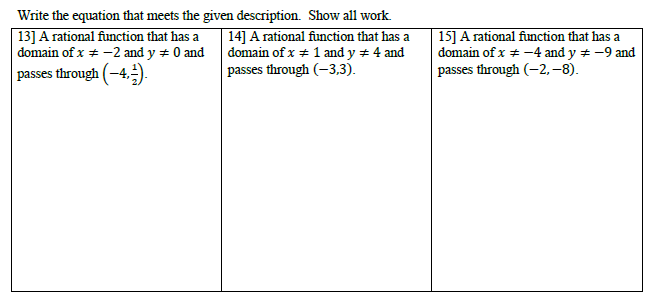 Write the equation that meets the given description.  Show all work.
13] A rational function that has a
domain of x ≠ −2 and y ≠ 0 and
passes through (−4, 1/2).
14] A rational function that has a
domain of x ≠ 1 and y ≠ 4 and
passes through (−3,3).
15] A rational function that has a
domain of x ≠ −4 and y ≠ −9 and
passes through (−2, −8).